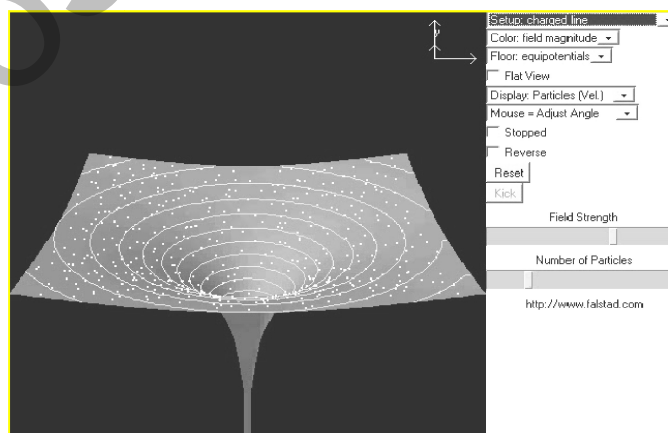 y
Setup: charged line
Color: field magnitude
Floor: equipotentials
Flat View
Display: Particles (Vel.)
Mouse = Adjust Angle
Stopped
Reverse
Reset
Kick
Field Strength
Number of Particles
http://www.falstad.com